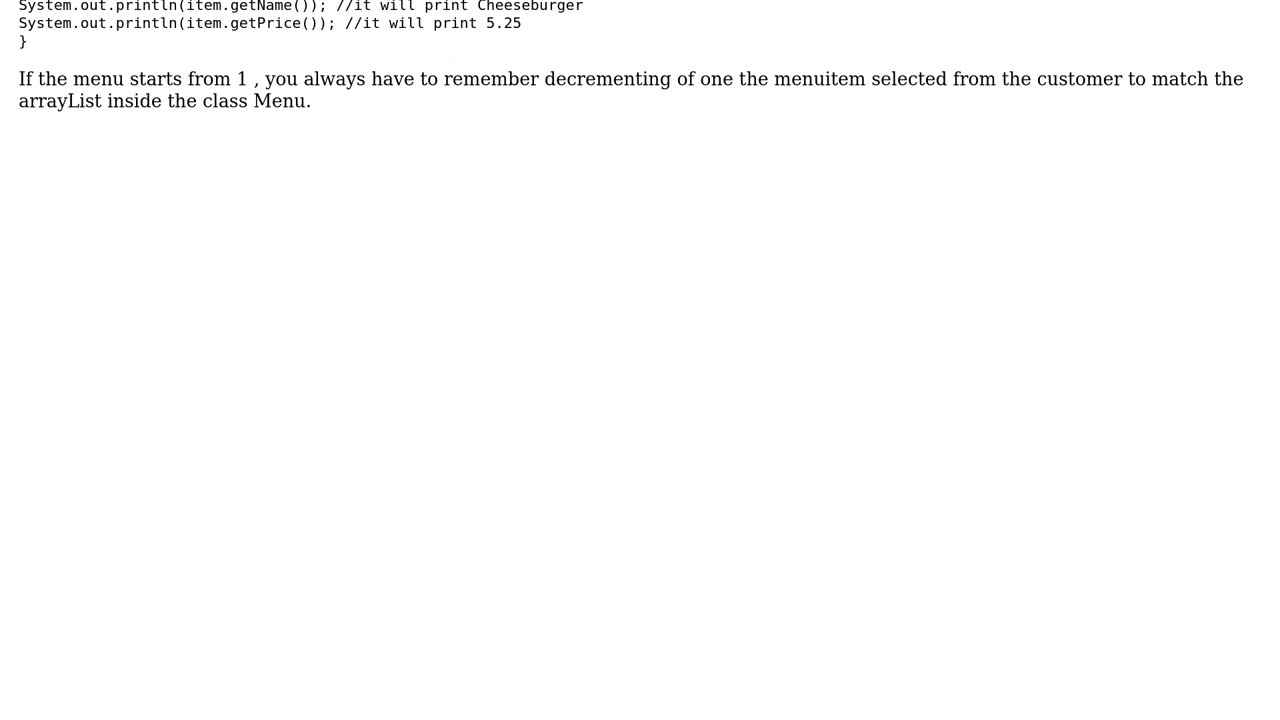 System.out.println(item.getName()); //it will print Cheeseburger
System.out.println(item.getPrice()); //it will print 5.25
}
If the menu starts from 1 , you always have to remember decrementing of one the menuitem selected from the customer to match the
arrayList inside the class Menu.